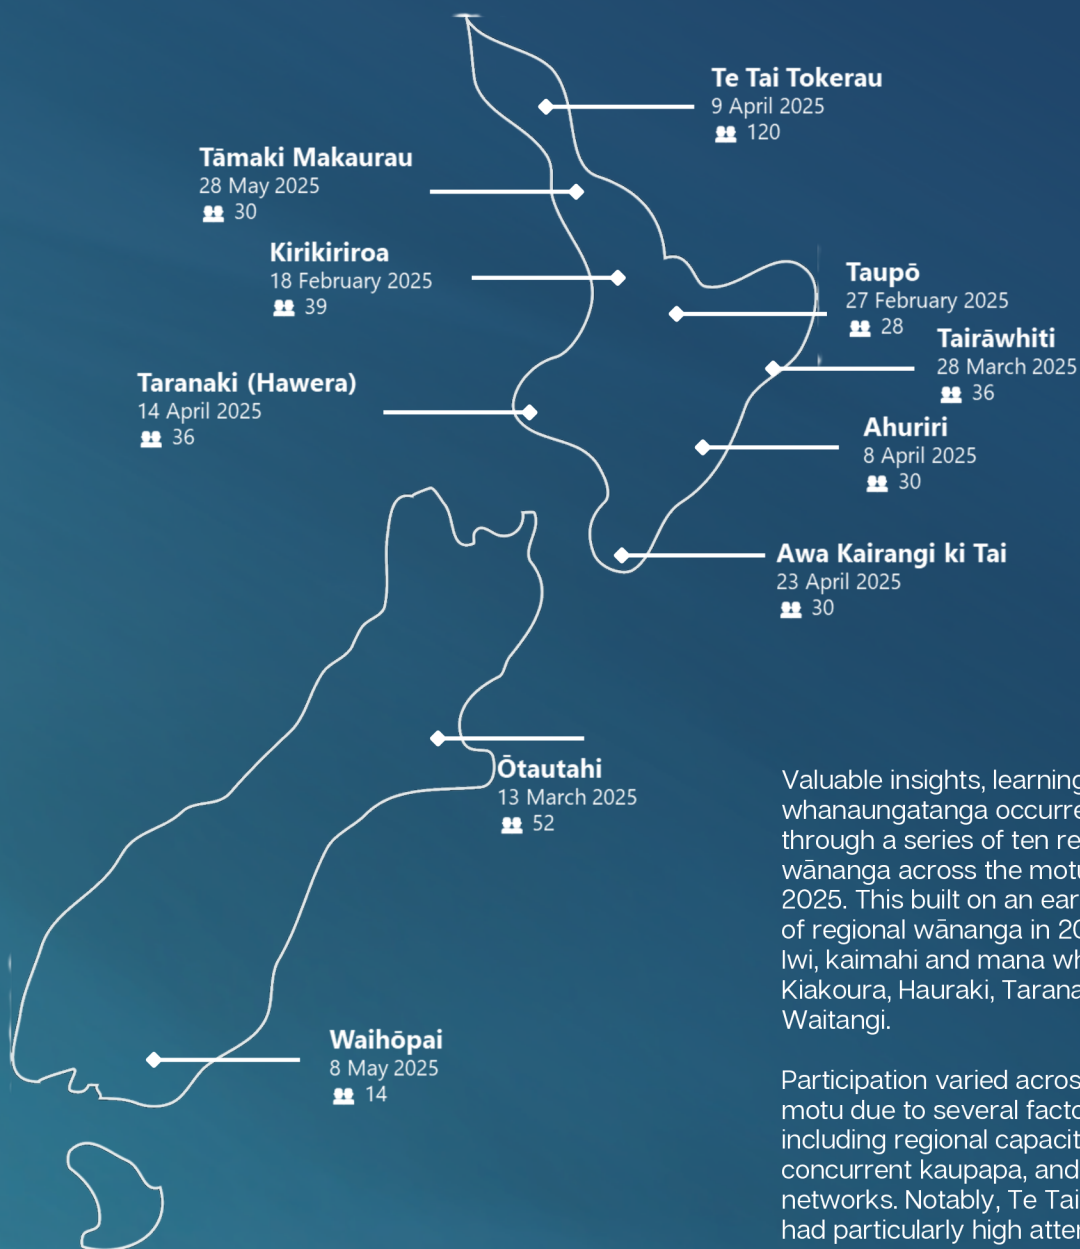 Te Tai Tokerau
9 April 2025
120
Tāmaki Makaurau
28 May 2025
30
Kirikiriroa
18 February 2025
39
Taupō
27 February 2025
28
Tairāwhiti
28 March 2025
36
Taranaki (Hawera)
14 April 2025
36
Ahuriri
8 April 2025
30
Awa Kairangi ki Tai
23 April 2025
30
Ōtautahi
13 March 2025
52
Waihōpai
8 May 2025
14
Valuable insights, learning
whanaungatanga occurre
through a series of ten re
wānanga across the motu
2025. This built on an ear
of regional wānanga in 20
Iwi, kaimahi and mana wh
Kiakoura, Hauraki, Tarana
Waitangi.
Participation varied acros
motu due to several facto
including regional capacit
concurrent kaupapa, and
networks. Notably, Te Tai
had particularly high atte